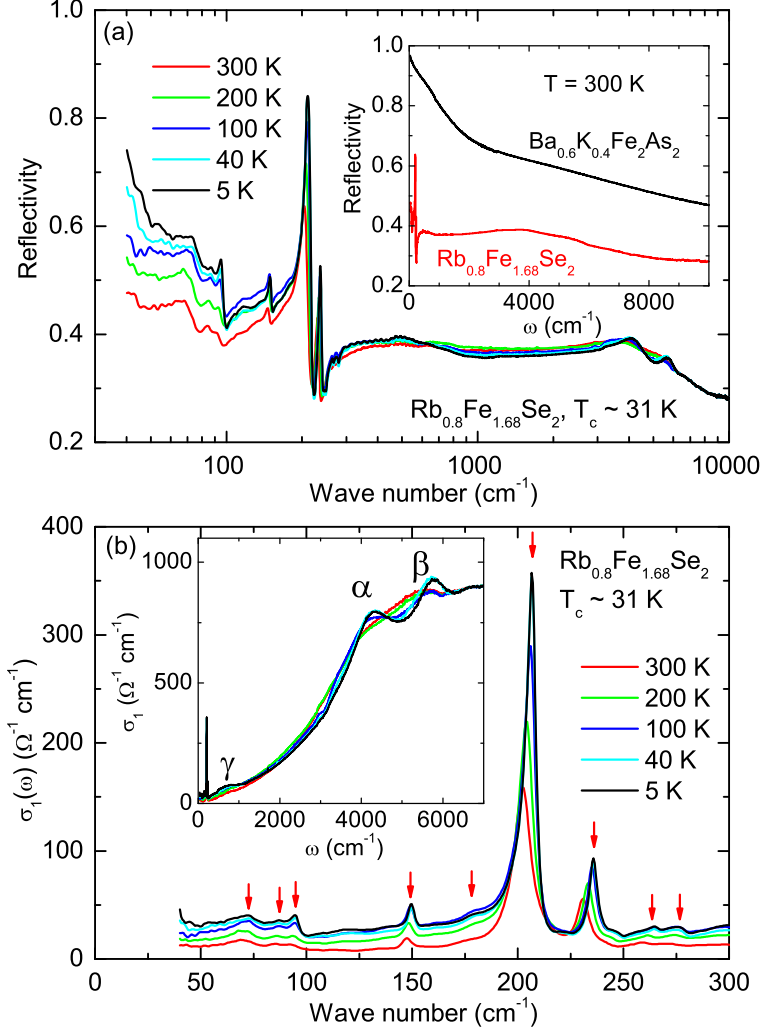 (a)
300 K
200 K
100 K
40 K
5 K
Reflectivity
1.0
0.8
0.6
0.4
0.2
100
1000
10000
Wave number (cm⁻¹)
Rb₀.₈Fe₁.₆₈Se₂, T_c ~ 31 K
T = 300 K
Ba₀.₆K₀.₄Fe₂As₂
Rb₀.₈Fe₁.₆₈Se₂
Reflectivity
1.0
0.8
0.6
0.4
0.2
0
4000
8000
ω (cm⁻¹)
(b)
σ₁(ω) (Ω⁻¹ cm⁻¹)
400
300
200
100
0
0
50
100
150
200
250
300
Wave number (cm⁻¹)
Rb₀.₈Fe₁.₆₈Se₂
T_c ~ 31 K
300 K
200 K
100 K
40 K
5 K
σ₁ (Ω⁻¹ cm⁻¹)
1000
500
0
0
2000
4000
6000
ω (cm⁻¹)
α
β
γ